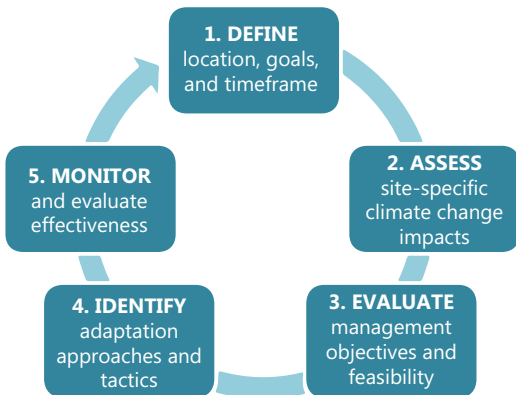 1. DEFINE
location, goals,
and timeframe
2. ASSESS
site-specific
climate change
impacts
3. EVALUATE
management
objectives and
feasibility
4. IDENTIFY
adaptation
approaches and
tactics
5. MONITOR
and evaluate
effectiveness